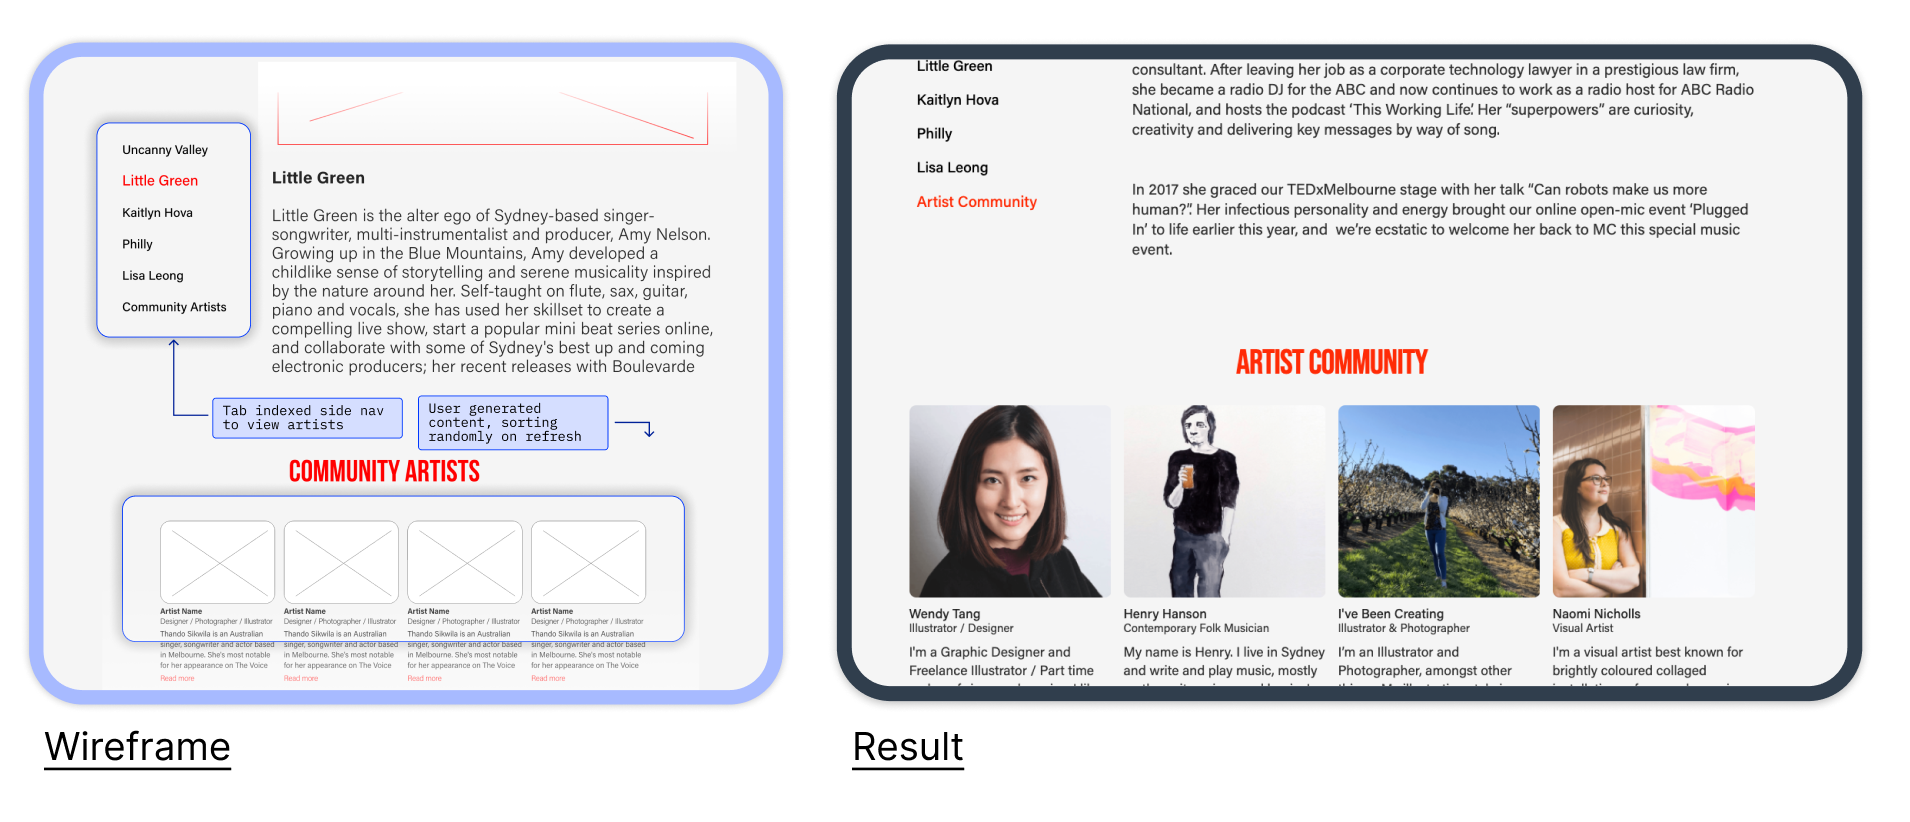 Uncanny Valley
Little Green
Kaitlyn Hova
Philly
Lisa Leong
Community Artists
Little Green
Little Green is the alter ego of Sydney-based singer-
songwriter, multi-instrumentalist and producer, Amy Nelson.
Growing up in the Blue Mountains, Amy developed a
childlike sense of storytelling and serene musicality inspired
by the nature around her. Self-taught on flute, sax, guitar,
piano and vocals, she has used her skillset to create a
compelling live show, start a popular mini beat series online,
and collaborate with some of Sydney's best up and coming
electronic producers; her recent releases with Boulevarde
Tab indexed side nav
to view artists
User generated
content, sorting
randomly on refresh
COMMUNITY ARTISTS
Artist Name
Designer / Photographer / Illustrator
Thando Sikwila is an Australian
singer, songwriter and actor based
in Melbourne. She's most notable
for her appearance on The Voice
Read more
Artist Name
Designer / Photographer / Illustrator
Thando Sikwila is an Australian
singer, songwriter and actor based
in Melbourne. She's most notable
for her appearance on The Voice
Read more
Artist Name
Designer / Photographer / Illustrator
Thando Sikwila is an Australian
singer, songwriter and actor based
in Melbourne. She's most notable
for her appearance on The Voice
Read more
Artist Name
Designer / Photographer / Illustrator
Thando Sikwila is an Australian
singer, songwriter and actor based
in Melbourne. She's most notable
for her appearance on The Voice
Read more
Wireframe
Little Green
Kaitlyn Hova
Philly
Lisa Leong
Artist Community
consultant. After leaving her job as a corporate technology lawyer in a prestigious law firm,
she became a radio DJ for the ABC and now continues to work as a radio host for ABC Radio
National, and hosts the podcast ‘This Working Life’. Her “superpowers” are curiosity,
creativity and delivering key messages by way of song.
In 2017 she graced our TEDxMelbourne stage with her talk “Can robots make us more
human?”. Her infectious personality and energy brought our online open-mic event ‘Plugged
In’ to life earlier this year, and  we’re ecstatic to welcome her back to MC this special music
event.
ARTIST COMMUNITY
Wendy Tang
Illustrator / Designer
I'm a Graphic Designer and
Freelance Illustrator / Part time
Henry Hanson
Contemporary Folk Musician
My name is Henry. I live in Sydney
and write and play music, mostly
I've Been Creating
Illustrator & Photographer
I'm an Illustrator and
Photographer, amongst other
Naomi Nicholls
Visual Artist
I'm a visual artist best known for
brightly coloured collaged
Result